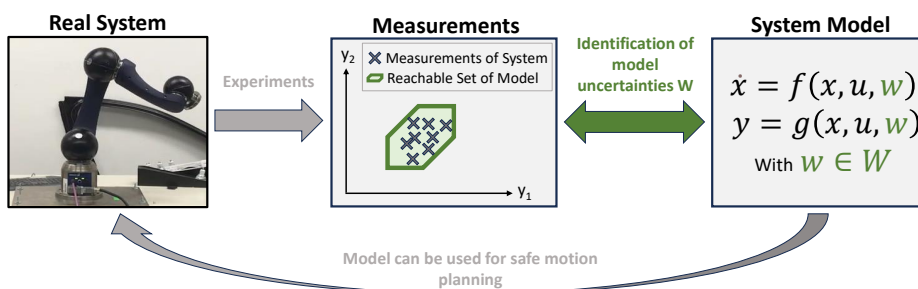 Real System
Measurements
System Model
Experiments
y2
Measurements of System
Reachable Set of Model
y1
Identification of
model
uncertainties W
ẋ = f(x, u, w)
y = g(x, u, w)
With w ∈ W
Model can be used for safe motion
planning